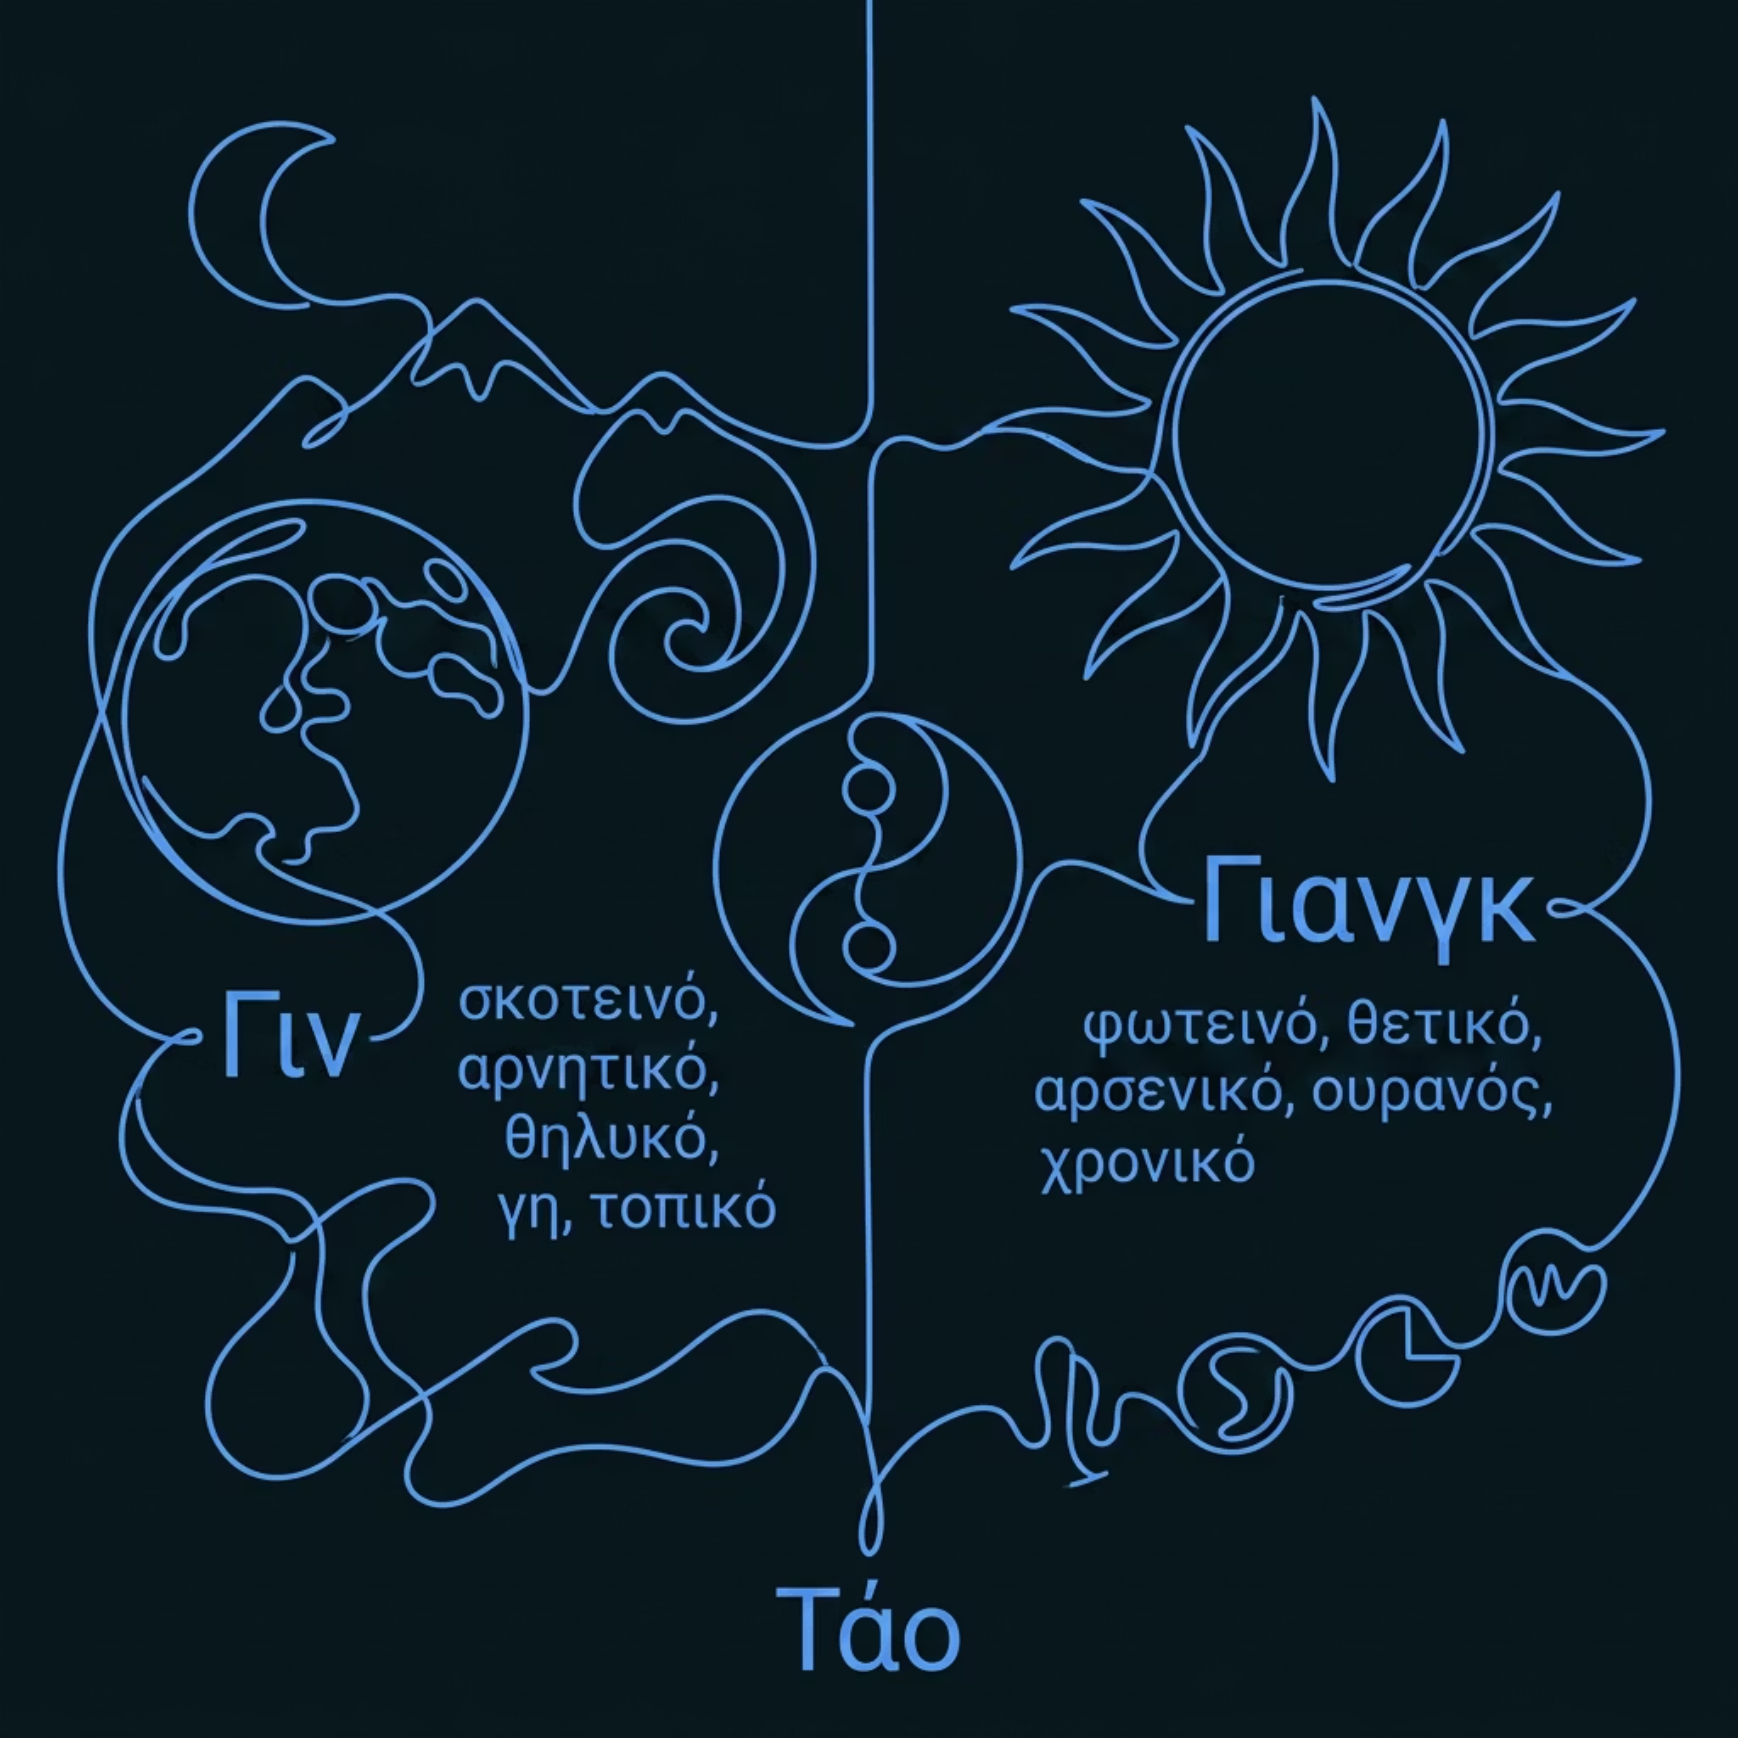 Γιν
σκοτεινό,
αρνητικό,
θηλυκό,
γη, τοπικό
Γιανγκ
φωτεινό, θετικό,
αρσενικό, ουρανός,
χρονικό
Τάο